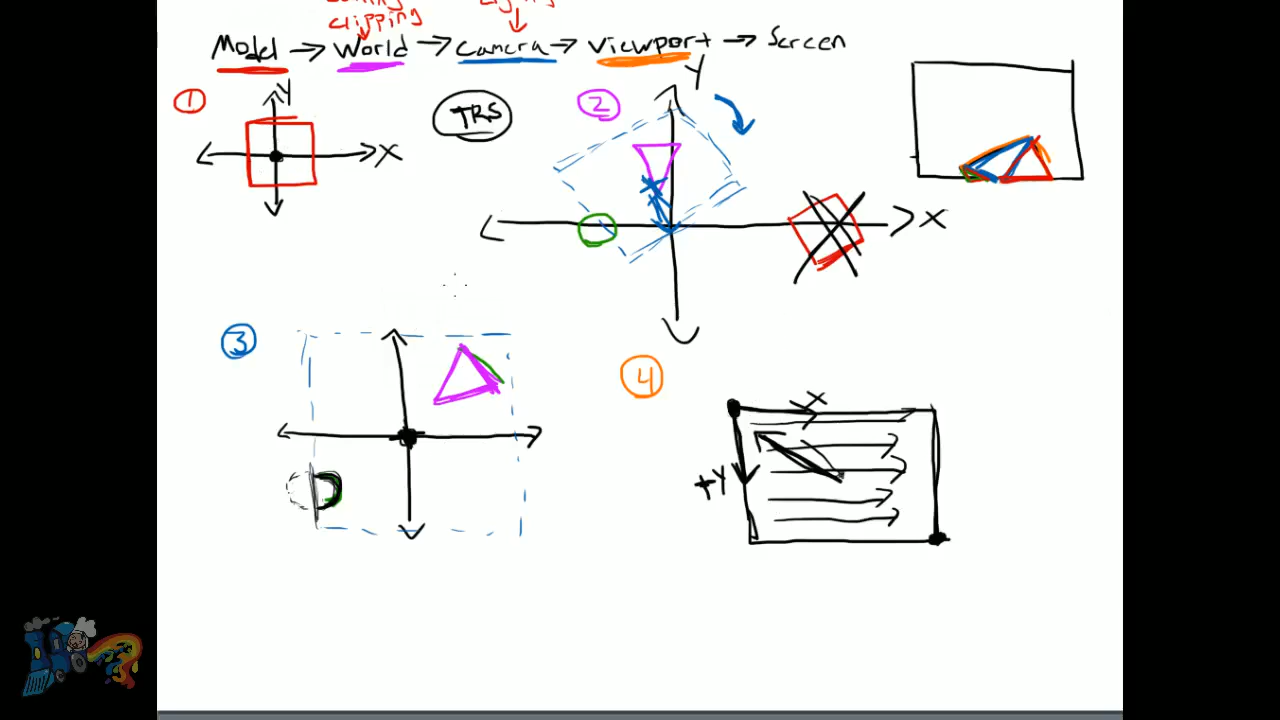 clipping
Model → World → Camera → Viewport → Screen
1
Y
X
TRS
2
Y
X
3
4
X
+Y